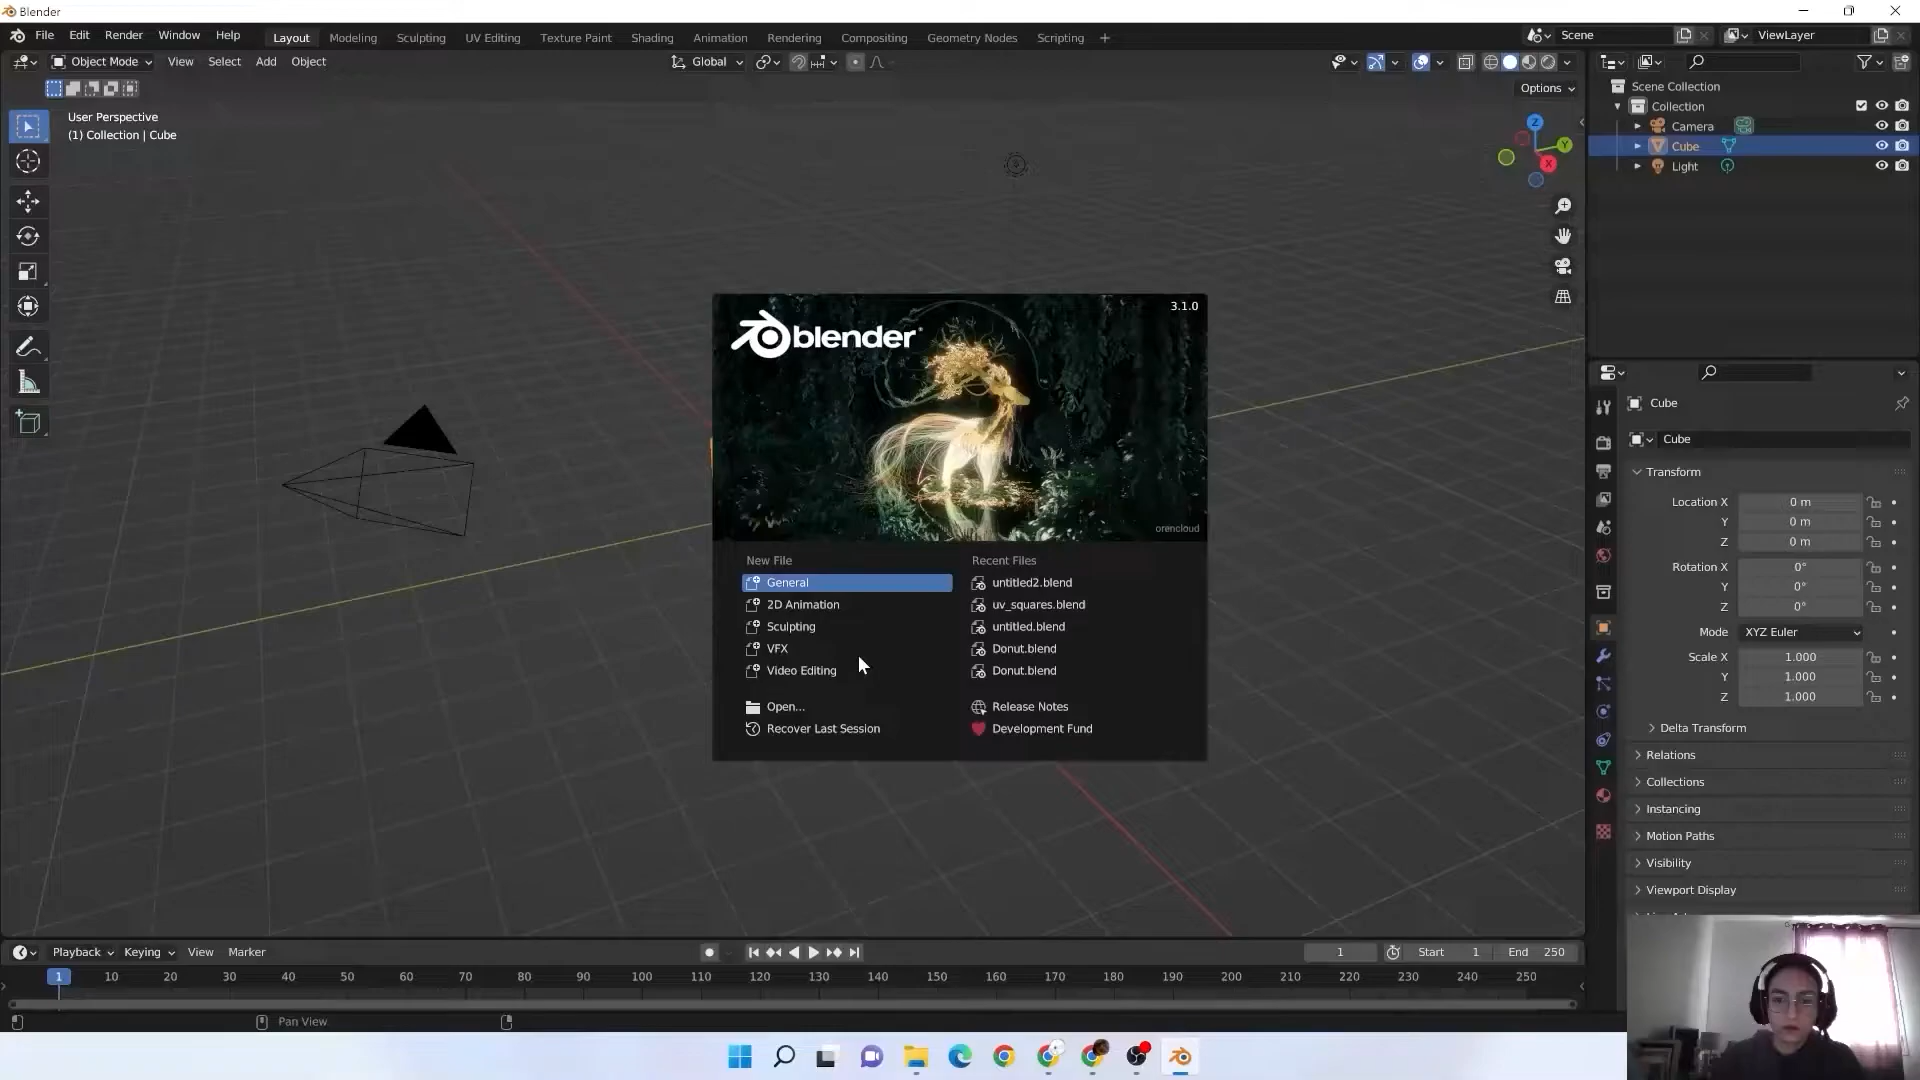 Blender
File Edit Render Window Help
Layout Modeling Sculpting UV Editing Texture Paint Shading Animation Rendering Compositing Geometry Nodes Scripting +
Scene
ViewLayer
Object Mode View Select Add Object
Global
Options
User Perspective
(1) Collection | Cube
Z
Y
X
Scene Collection
Collection
Camera
Cube
Light
3.1.0
blender
orencloud
New File
General
2D Animation
Sculpting
VFX
Video Editing
Open...
Recover Last Session
Recent Files
untitled2.blend
uv_squares.blend
untitled.blend
Donut.blend
Donut.blend
Release Notes
Development Fund
Cube
Cube
Transform
Location X 0 m
Y 0 m
Z 0 m
Rotation X 0°
Y 0°
Z 0°
Mode XYZ Euler
Scale X 1.000
Y 1.000
Z 1.000
Delta Transform
Relations
Collections
Instancing
Motion Paths
Visibility
Viewport Display
Playback Keying View Marker
1 Start 1 End 250
1 10 20 30 40 50 60 70 80 90 100 110 120 130 140 150 160 170 180 190 200 210 220 230 240 250
Pan View